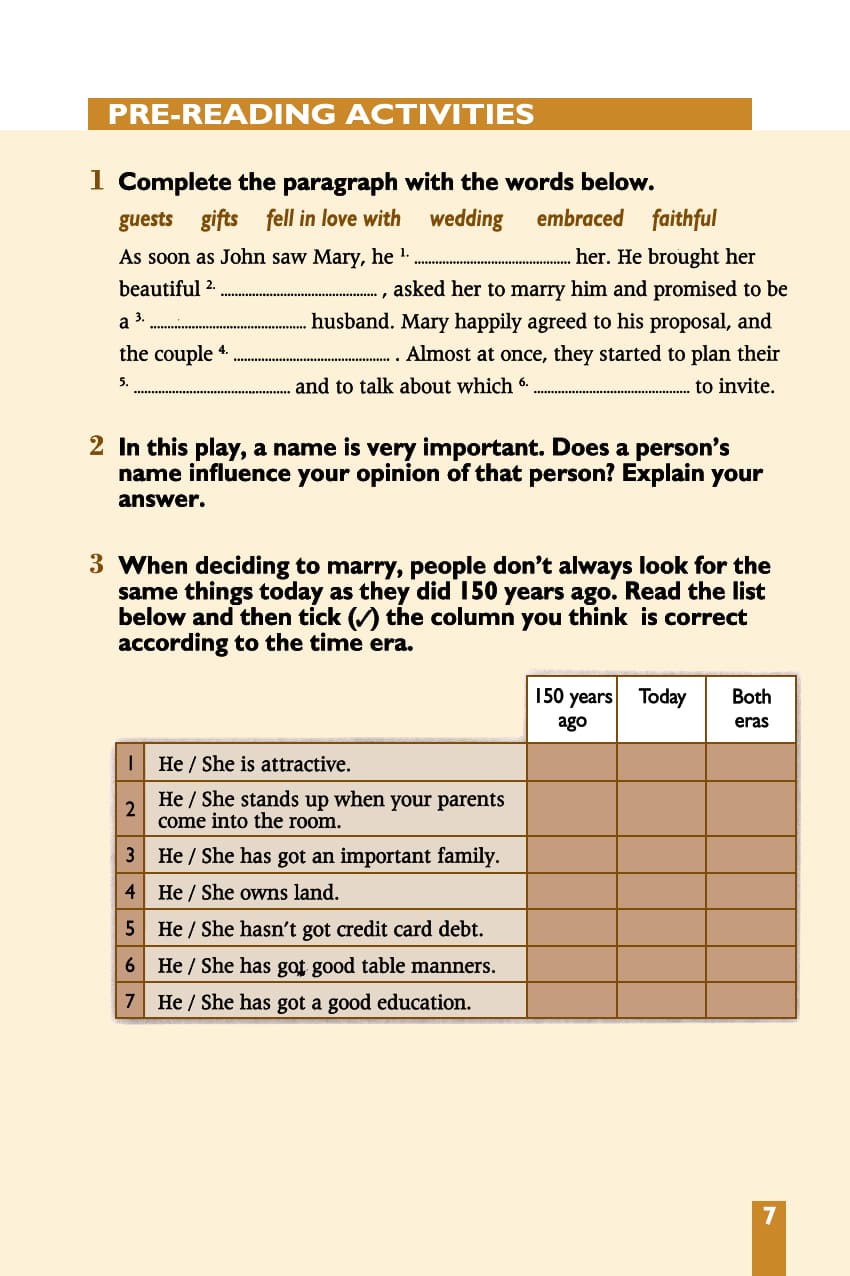 PRE-READING ACTIVITIES
1 Complete the paragraph with the words below.
guests gifts fell in love with wedding embraced faithful
As soon as John saw Mary, he 1. ............................................. her. He brought her
beautiful 2. ............................................. , asked her to marry him and promised to be
a 3. ............................................. husband. Mary happily agreed to his proposal, and
the couple 4. ............................................. . Almost at once, they started to plan their
5. ............................................. and to talk about which 6. ............................................. to invite.
2 In this play, a name is very important. Does a person's
name influence your opinion of that person? Explain your
answer.
3 When deciding to marry, people don't always look for the
same things today as they did 150 years ago. Read the list
below and then tick (✓) the column you think is correct
according to the time era.
150 years Today Both
ago eras
1 He / She is attractive.
2 He / She stands up when your parents
come into the room.
3 He / She has got an important family.
4 He / She owns land.
5 He / She hasn't got credit card debt.
6 He / She has got good table manners.
7 He / She has got a good education.
7